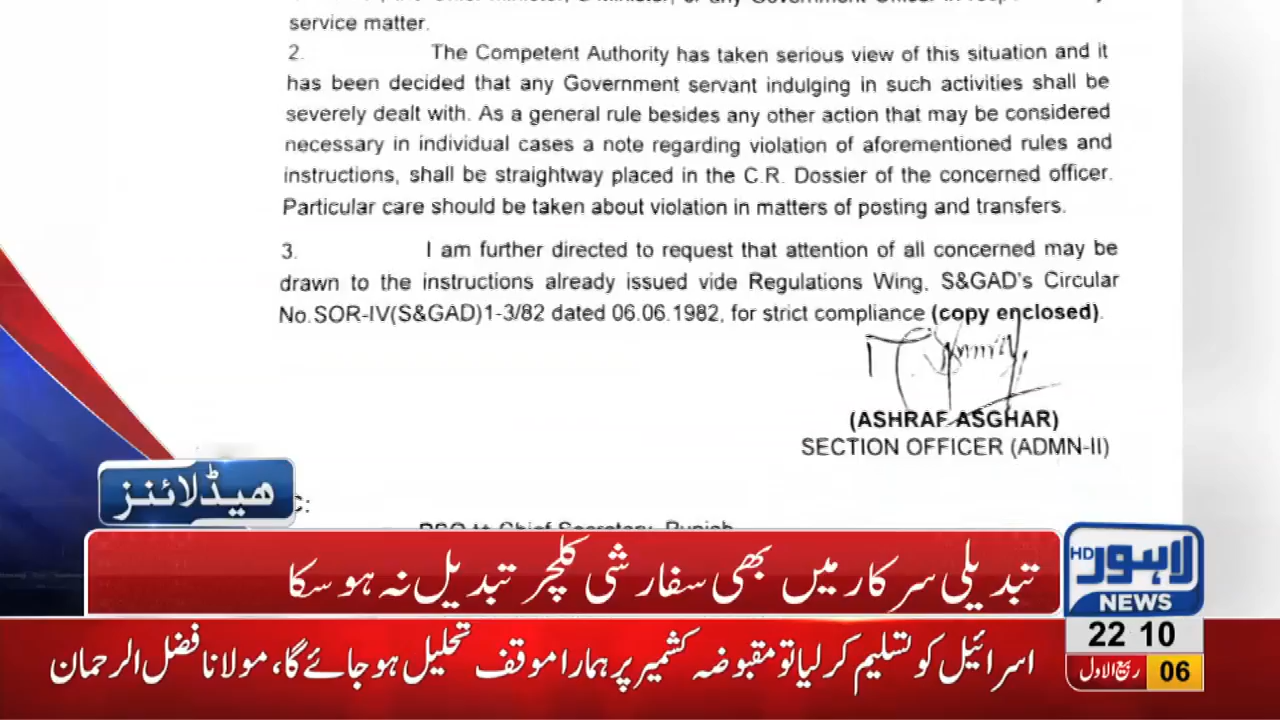 service matter.
2. The Competent Authority has taken serious view of this situation and it
has been decided that any Government servant indulging in such activities shall be
severely dealt with. As a general rule besides any other action that may be considered
necessary in individual cases a note regarding violation of aforementioned rules and
instructions, shall be straightway placed in the C.R. Dossier of the concerned officer.
Particular care should be taken about violation in matters of posting and transfers.
3. I am further directed to request that attention of all concerned may be
drawn to the instructions already issued vide Regulations Wing, S&GAD's Circular
No.SOR-IV(S&GAD)1-3/82 dated 06.06.1982, for strict compliance (copy enclosed).
(ASHRAF ASGHAR)
SECTION OFFICER (ADMN-II)
C:
Chief Secretary, Punjab
ہیڈلائنز
تبدیلی سرکار میں بھی سفارشی کلچر تبدیل نہ ہوسکا
HD لاہور
NEWS
22 10
اسرائیل کو تسلیم کرلیا تو مقبوضہ کشمیر پر ہمارا موقف تحلیل ہوجائے گا، مولانا فضل الرحمان
ربیع الاول 06